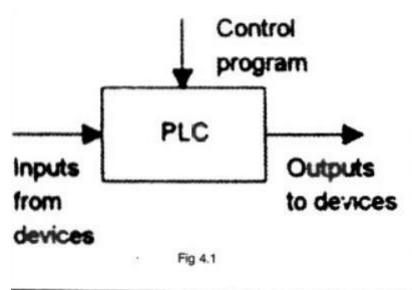 Control
program
PLC
Inputs
from
devices
Outputs
to devices
Fig 4.1